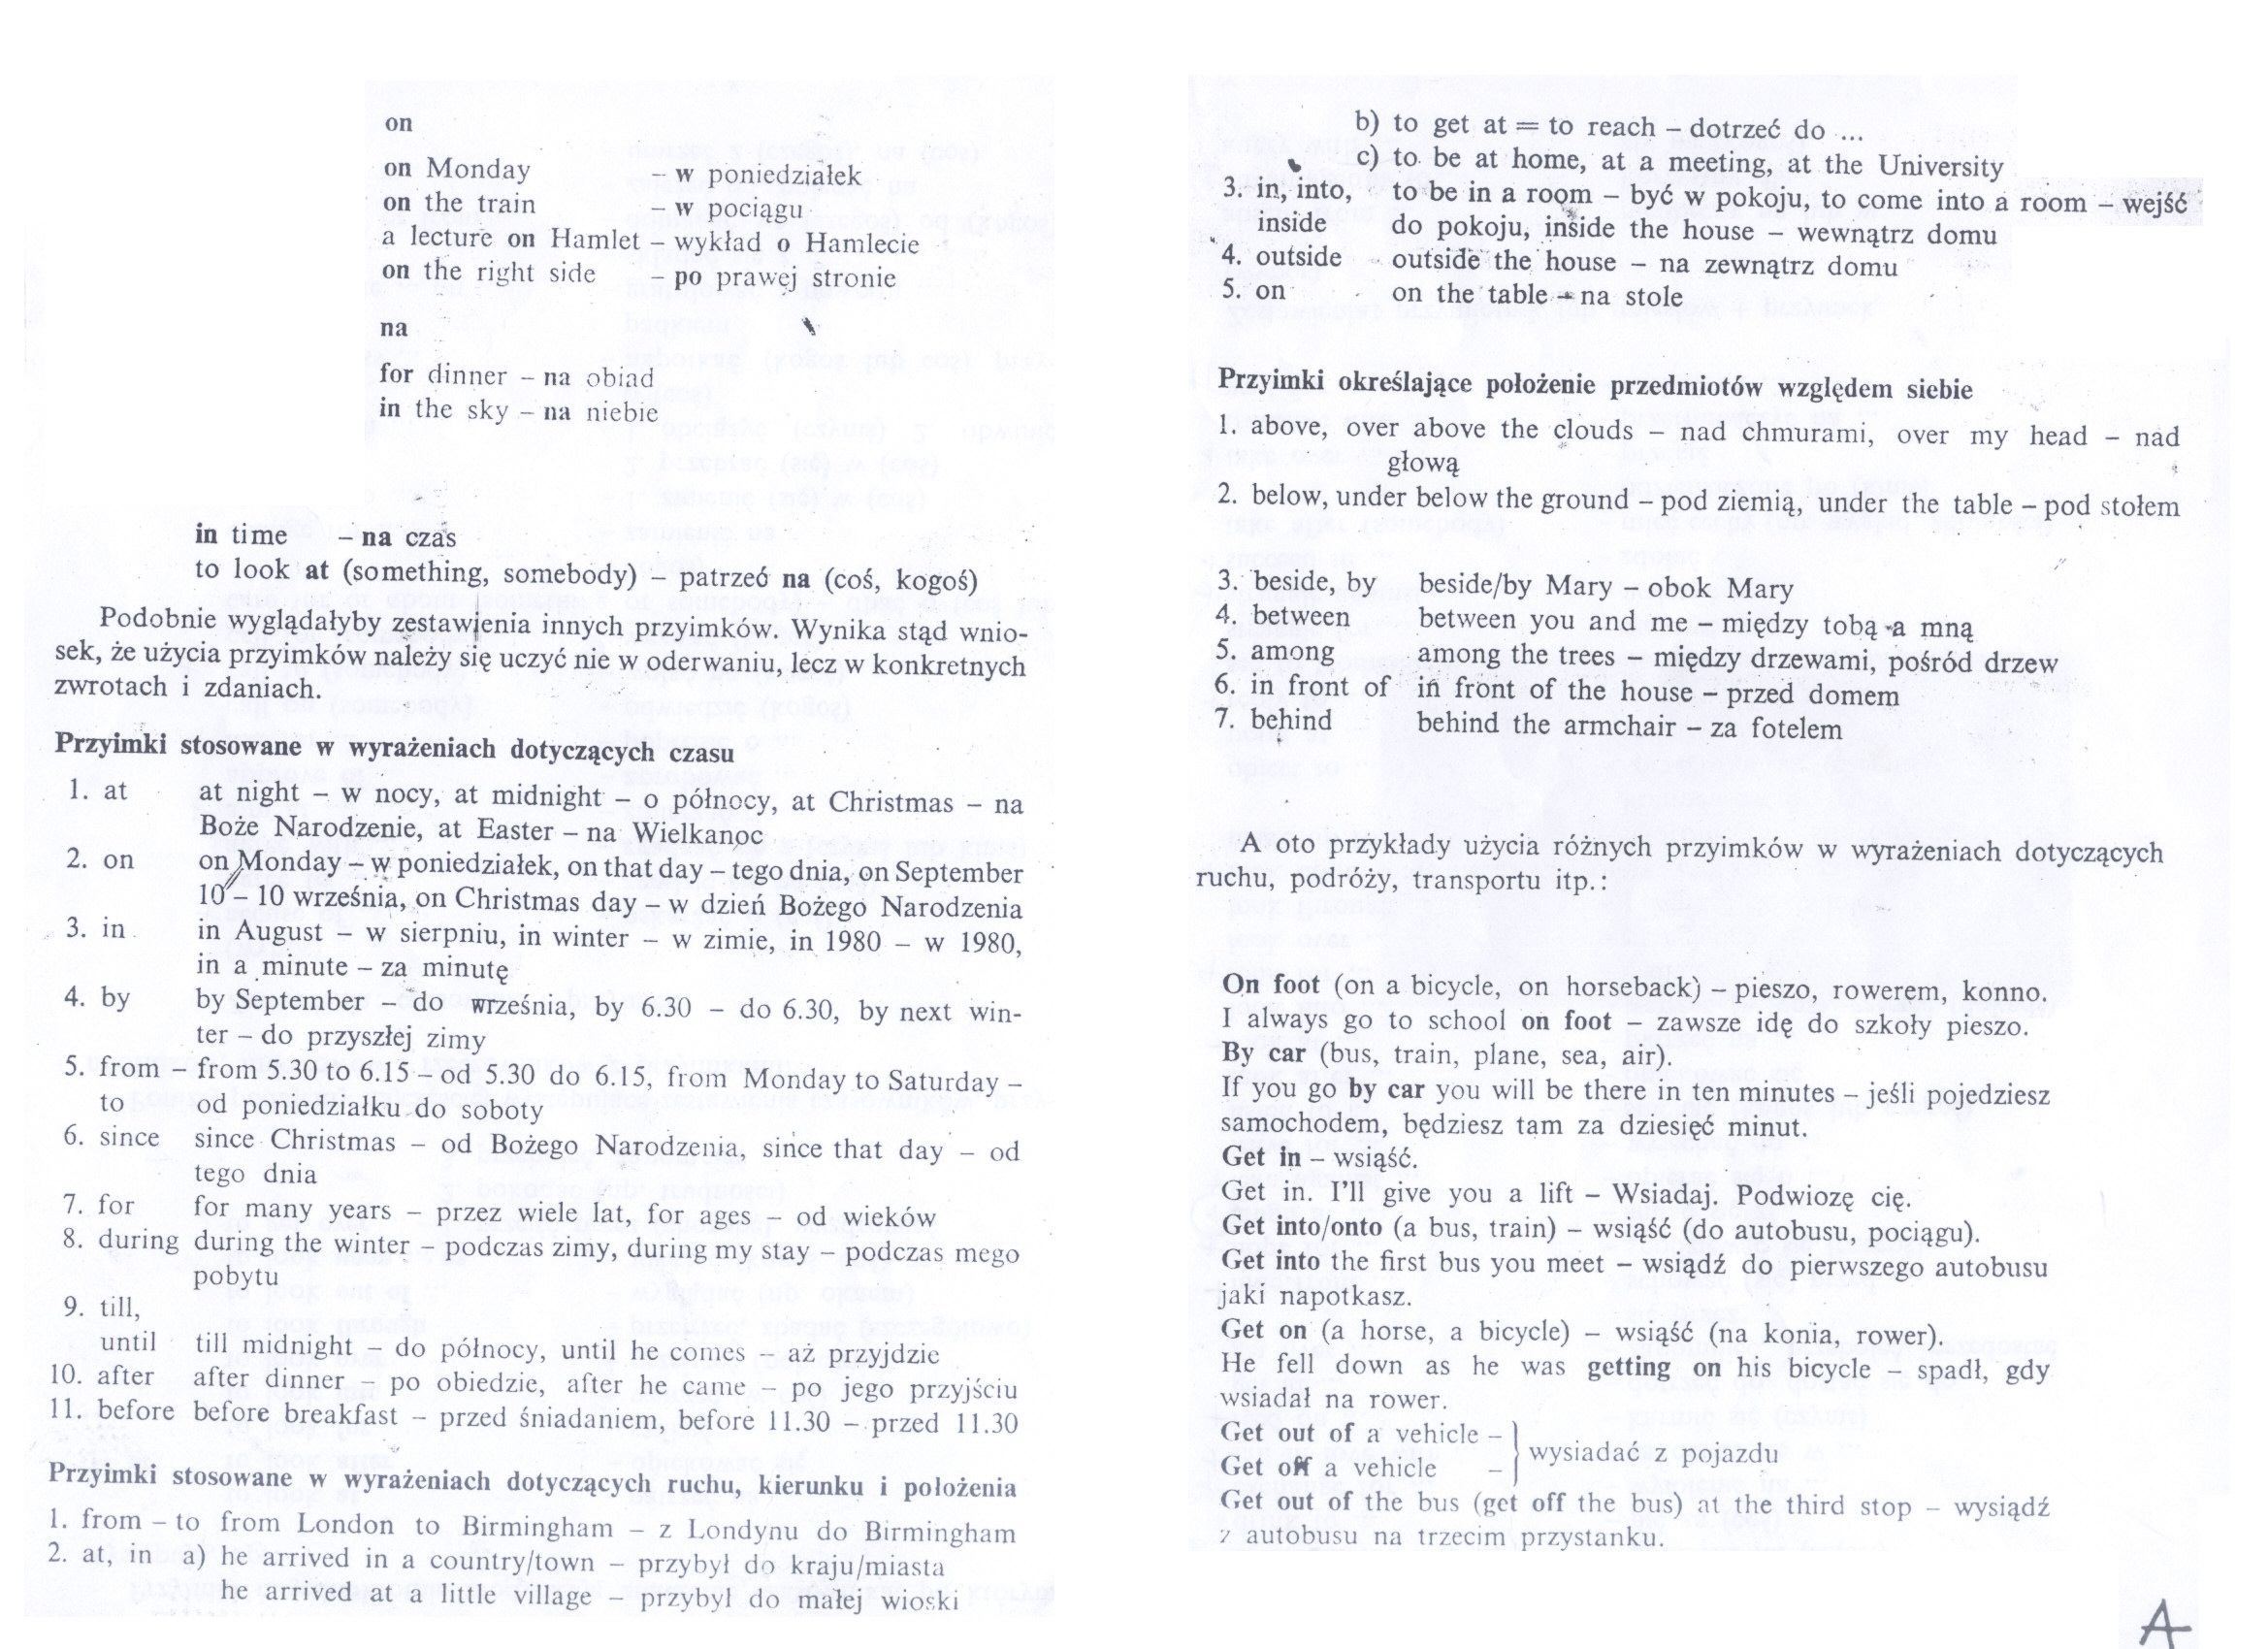 on
on Monday – w poniedziałek
on the train – w pociągu
a lecture on Hamlet – wykład o Hamlecie
on the right side – po prawej stronie
na
for dinner – na obiad
in the sky – na niebie
in time – na czas
to look at (something, somebody) – patrzeć na (coś, kogoś)
Podobnie wyglądałyby zestawienia innych przyimków. Wynika stąd wnio-
sek, że użycia przyimków należy się uczyć nie w oderwaniu, lecz w konkretnych
zwrotach i zdaniach.
Przyimki stosowane w wyrażeniach dotyczących czasu
1. at at night – w nocy, at midnight – o północy, at Christmas – na
Boże Narodzenie, at Easter – na Wielkanoc
2. on on Monday – w poniedziałek, on that day – tego dnia, on September
10 – 10 września, on Christmas day – w dzień Bożego Narodzenia
3. in in August – w sierpniu, in winter – w zimie, in 1980 – w 1980,
in a minute – za minutę
4. by by September – do września, by 6.30 – do 6.30, by next win-
ter – do przyszłej zimy
5. from – from 5.30 to 6.15 – od 5.30 do 6.15, from Monday to Saturday –
to od poniedziałku do soboty
6. since since Christmas – od Bożego Narodzenia, since that day – od
tego dnia
7. for for many years – przez wiele lat, for ages – od wieków
8. during during the winter – podczas zimy, during my stay – podczas mego
pobytu
9. till,
until till midnight – do północy, until he comes – aż przyjdzie
10. after after dinner – po obiedzie, after he came – po jego przyjściu
11. before before breakfast – przed śniadaniem, before 11.30 – przed 11.30
Przyimki stosowane w wyrażeniach dotyczących ruchu, kierunku i położenia
1. from – to from London to Birmingham – z Londynu do Birmingham
2. at, in a) he arrived in a country/town – przybył do kraju/miasta
he arrived at a little village – przybył do małej wioski
b) to get at = to reach – dotrzeć do ...
c) to be at home, at a meeting, at the University
3. in, into, to be in a room – być w pokoju, to come into a room – wejść
inside do pokoju, inside the house – wewnątrz domu
4. outside outside the house – na zewnątrz domu
5. on on the table – na stole
Przyimki określające położenie przedmiotów względem siebie
1. above, over above the clouds – nad chmurami, over my head – nad
głową
2. below, under below the ground – pod ziemią, under the table – pod stołem
3. beside, by beside/by Mary – obok Mary
4. between between you and me – między tobą a mną
5. among among the trees – między drzewami, pośród drzew
6. in front of in front of the house – przed domem
7. behind behind the armchair – za fotelem
A oto przykłady użycia różnych przyimków w wyrażeniach dotyczących
ruchu, podróży, transportu itp.:
On foot (on a bicycle, on horseback) – pieszo, rowerem, konno.
I always go to school on foot – zawsze idę do szkoły pieszo.
By car (bus, train, plane, sea, air).
If you go by car you will be there in ten minutes – jeśli pojedziesz
samochodem, będziesz tam za dziesięć minut.
Get in – wsiąść.
Get in. I'll give you a lift – Wsiadaj. Podwiozę cię.
Get into/onto (a bus, train) – wsiąść (do autobusu, pociągu).
Get into the first bus you meet – wsiądź do pierwszego autobusu
jaki napotkasz.
Get on (a horse, a bicycle) – wsiąść (na konia, rower).
He fell down as he was getting on his bicycle – spadł, gdy
wsiadał na rower.
Get out of a vehicle –
Get off a vehicle – wysiadać z pojazdu
Get out of the bus (get off the bus) at the third stop – wysiądź
z autobusu na trzecim przystanku.
A